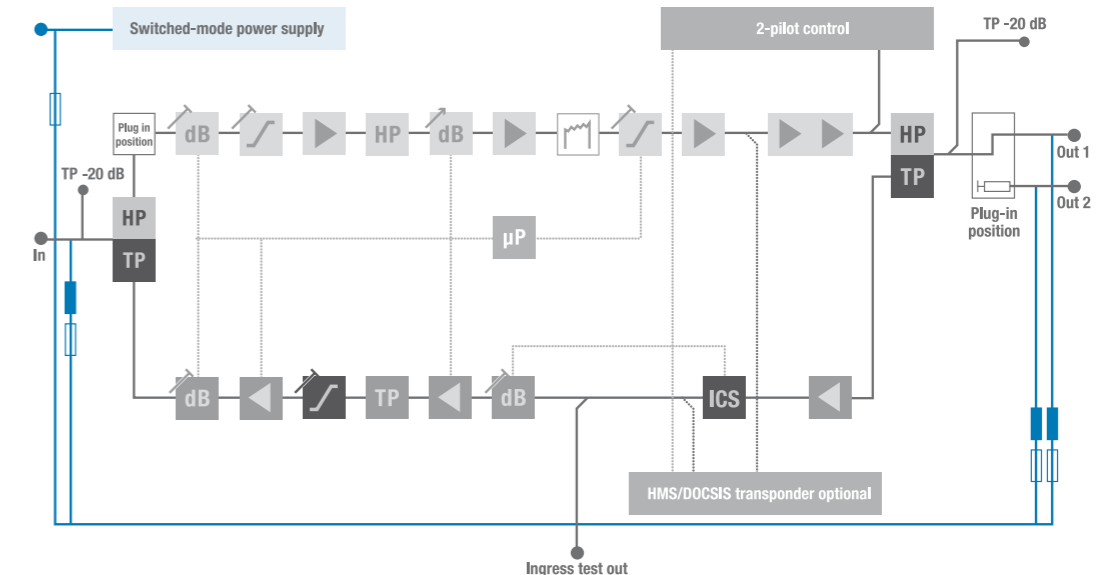 Switched-mode power supply
2-pilot control
TP -20 dB
Plug in
position
dB
HP
dB
HP
TP
Out 1
Out 2
Plug-in
position
TP -20 dB
HP
TP
In
µP
dB
TP
dB
ICS
HMS/DOCSIS transponder optional
Ingress test out